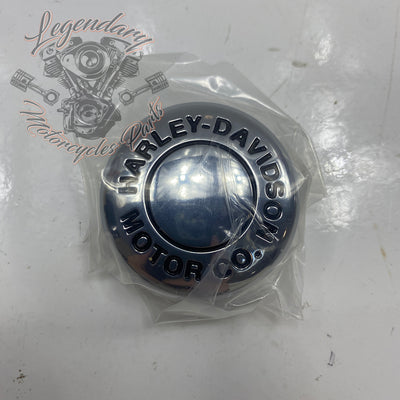 Legendary
Motorcycles Parts
HARLEY-DAVIDSON
MOTOR CO.